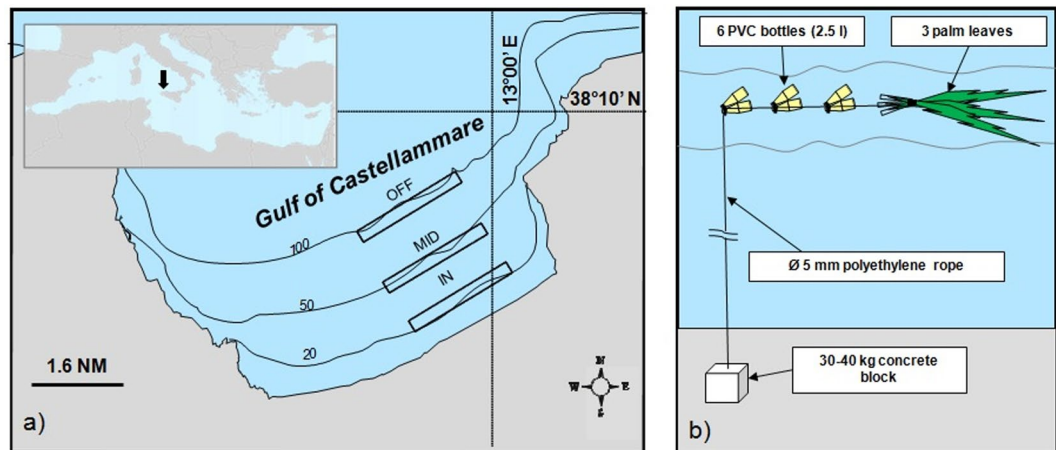 13°00' E
38°10' N
Gulf of Castellammare
OFF
100
MID
50
IN
20
1.6 NM
N
W E
S
a)
6 PVC bottles (2.5 l)
3 palm leaves
Ø 5 mm polyethylene rope
30-40 kg concrete
block
b)